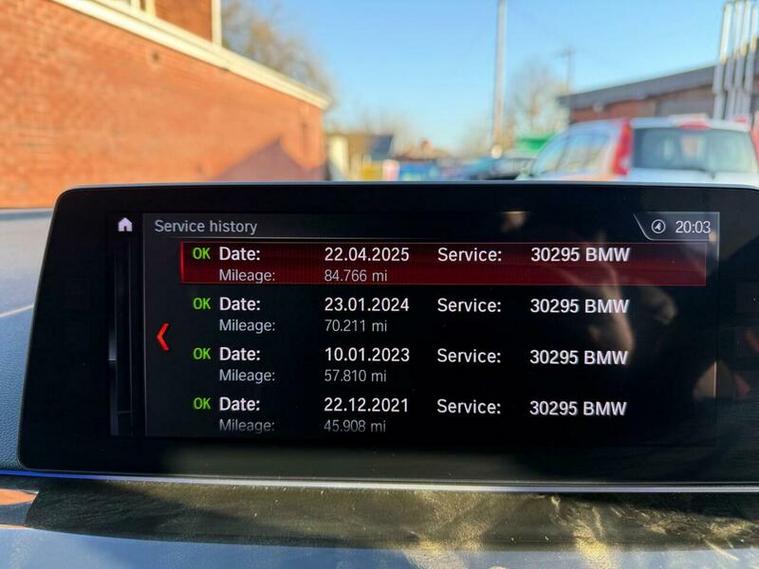 Service history 20:03
OK Date: 22.04.2025 Service: 30295 BMW
Mileage: 84.766 mi
OK Date: 23.01.2024 Service: 30295 BMW
Mileage: 70.211 mi
OK Date: 10.01.2023 Service: 30295 BMW
Mileage: 57.810 mi
OK Date: 22.12.2021 Service: 30295 BMW
Mileage: 45.908 mi